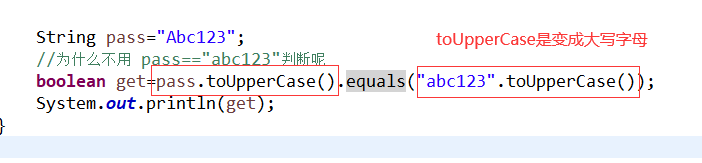 String pass="Abc123";
toUpperCase是变成大写字母
//为什么不用 pass=="abc123"判断呢
boolean get=pass.toUpperCase().equals("abc123".toUpperCase());
System.out.println(get);
}